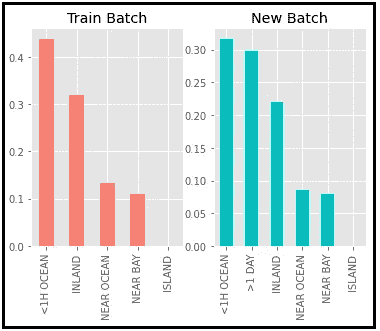 Train Batch
New Batch
0.4
0.3
0.2
0.1
0.0
<1H OCEAN
INLAND
NEAR OCEAN
NEAR BAY
ISLAND
0.30
0.25
0.20
0.15
0.10
0.05
0.00
<1H OCEAN
>1 DAY
INLAND
NEAR OCEAN
NEAR BAY
ISLAND